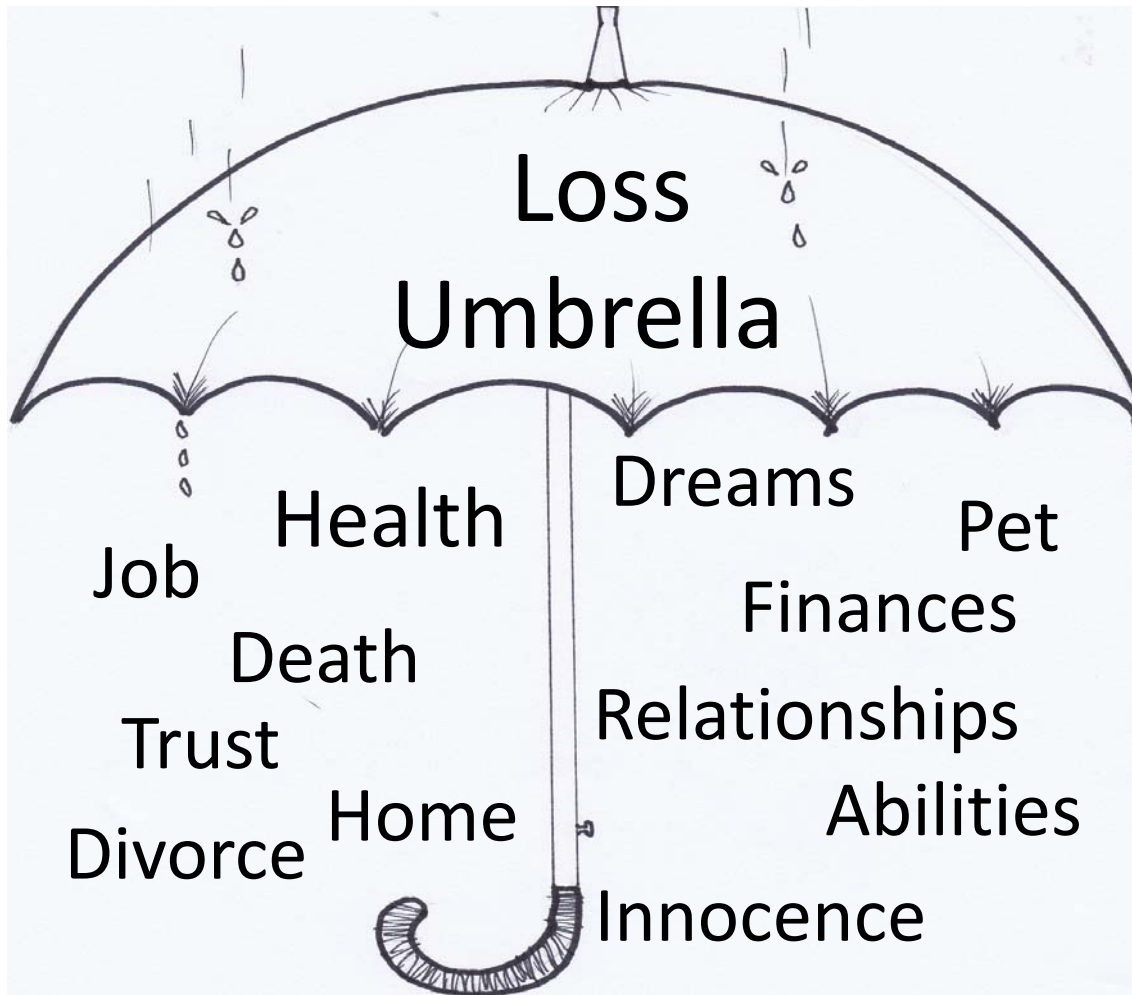 Loss
Umbrella
Dreams
Health
Pet
Job
Finances
Death
Relationships
Trust
Home
Abilities
Divorce
Innocence